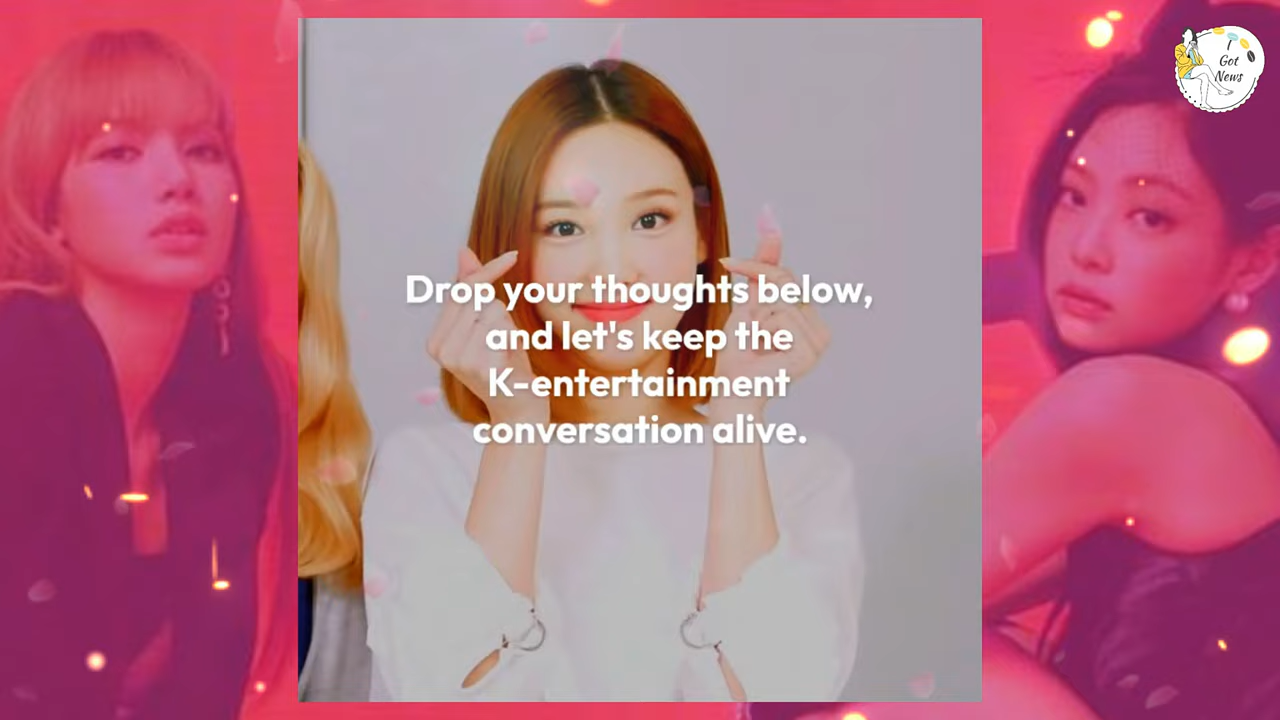 I
Got
News
Drop your thoughts below,
and let's keep the
K-entertainment
conversation alive.